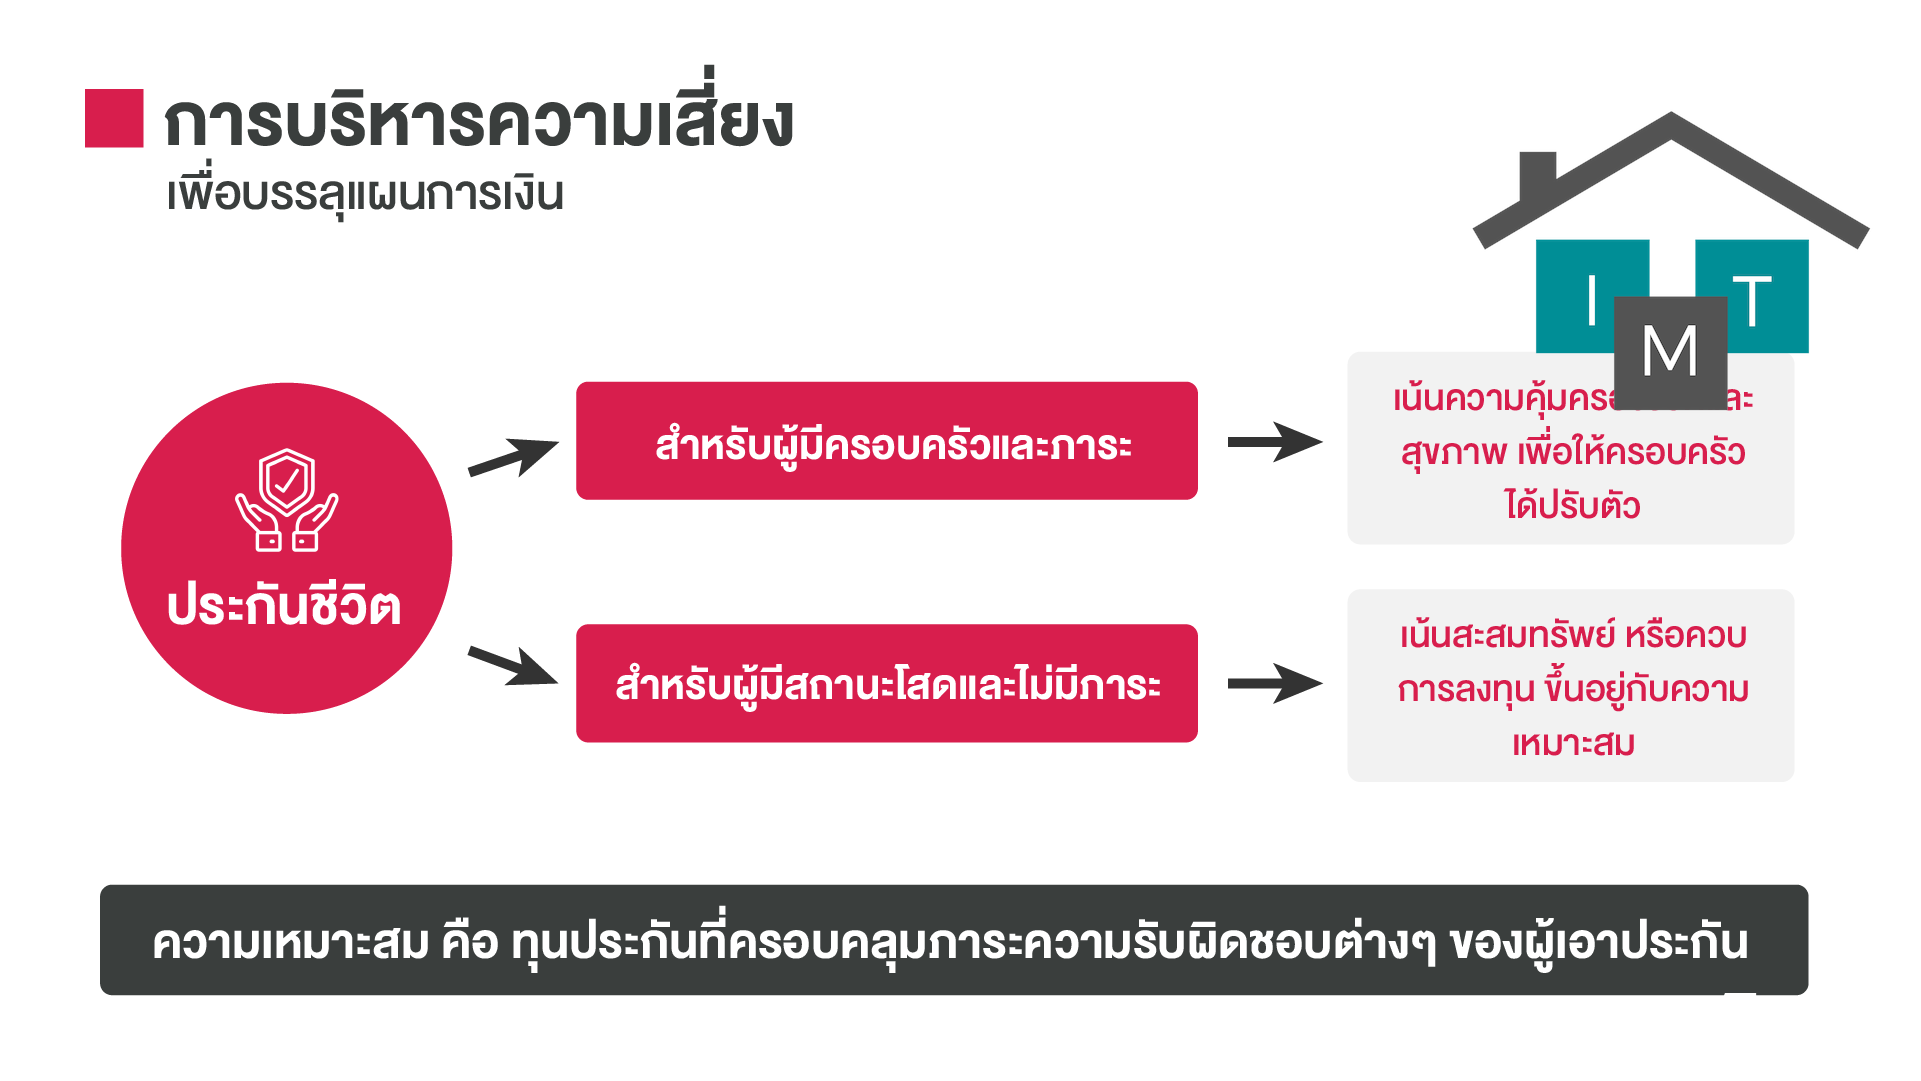 การบริหารความเสี่ยง
เพื่อบรรลุแผนการเงิน
I M T
ประกันชีวิต
สำหรับผู้มีครอบครัวและภาระ
เน้นความคุ้มครอง
สุขภาพ เพื่อให้ครอบครัว
ได้ปรับตัว
สำหรับผู้มีสถานะโสดและไม่มีภาระ
เน้นสะสมทรัพย์ หรือควบ
การลงทุน ขึ้นอยู่กับความ
เหมาะสม
ความเหมาะสม คือ ทุนประกันที่ครอบคลุมภาระความรับผิดชอบต่างๆ ของผู้เอาประกัน